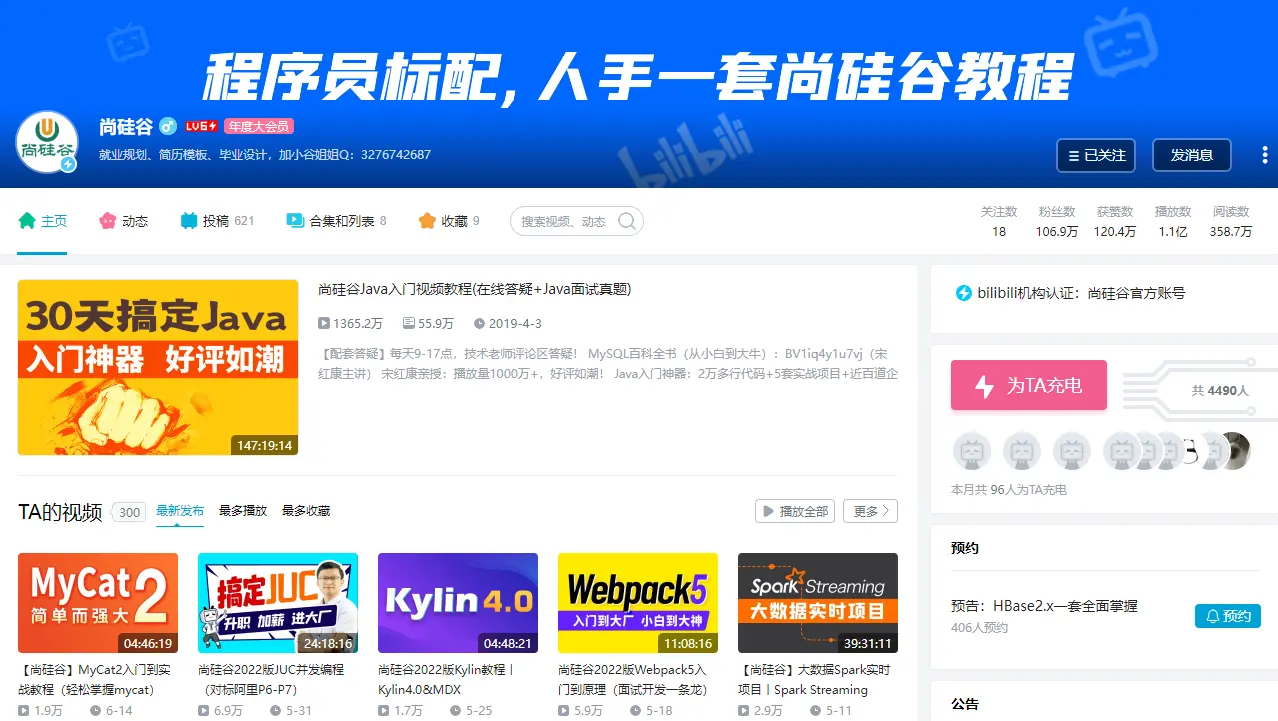 程序员标配, 人手一套尚硅谷教程
尚硅谷
尚硅谷 LV6 年度大会员
就业规划、简历模板、毕业设计，加小谷姐姐Q：3276742687
已关注 发消息
bilibili
主页 动态 投稿 621 合集和列表 8 收藏 9 搜索视频、动态
关注数 粉丝数 获赞数 播放数 阅读数
18 106.9万 120.4万 1.1亿 358.7万
30天搞定Java
入门神器 好评如潮
147:19:14
尚硅谷Java入门视频教程(在线答疑+Java面试真题)
1365.2万 55.9万 2019-4-3
【配套答疑】每天9-17点，技术老师评论区答疑！ MySQL百科全书（从小白到大牛）：BV1iq4y1u7vj（宋
红康主讲） 宋红康亲授：播放量1000万+，好评如潮！ Java入门神器：2万多行代码+5套实战项目+近百道企
TA的视频 300 最新发布 最多播放 最多收藏 播放全部 更多
MyCat2
简单而强大
04:46:19
【尚硅谷】MyCat2入门到实
战教程（轻松掌握mycat）
1.9万 6-14
搞定JUC
升职 加薪 进大厂
24:18:16
尚硅谷2022版JUC并发编程
（对标阿里P6-P7）
6.9万 5-31
Kylin 4.0
04:48:21
尚硅谷2022版Kylin教程丨
Kylin4.0&MDX
1.7万 5-25
Webpack5
入门到大厂 小白到大神
11:08:16
尚硅谷2022版Webpack5入
门到原理（面试开发一条龙）
5.9万 5-18
Spark Streaming
大数据实时项目
39:31:11
【尚硅谷】大数据Spark实时
项目丨Spark Streaming
2.9万 5-11
bilibili机构认证：尚硅谷官方账号
为TA充电 共 4490人
本月共 96人为TA充电
预约
预告：HBase2.x一套全面掌握
406人预约
预约
公告